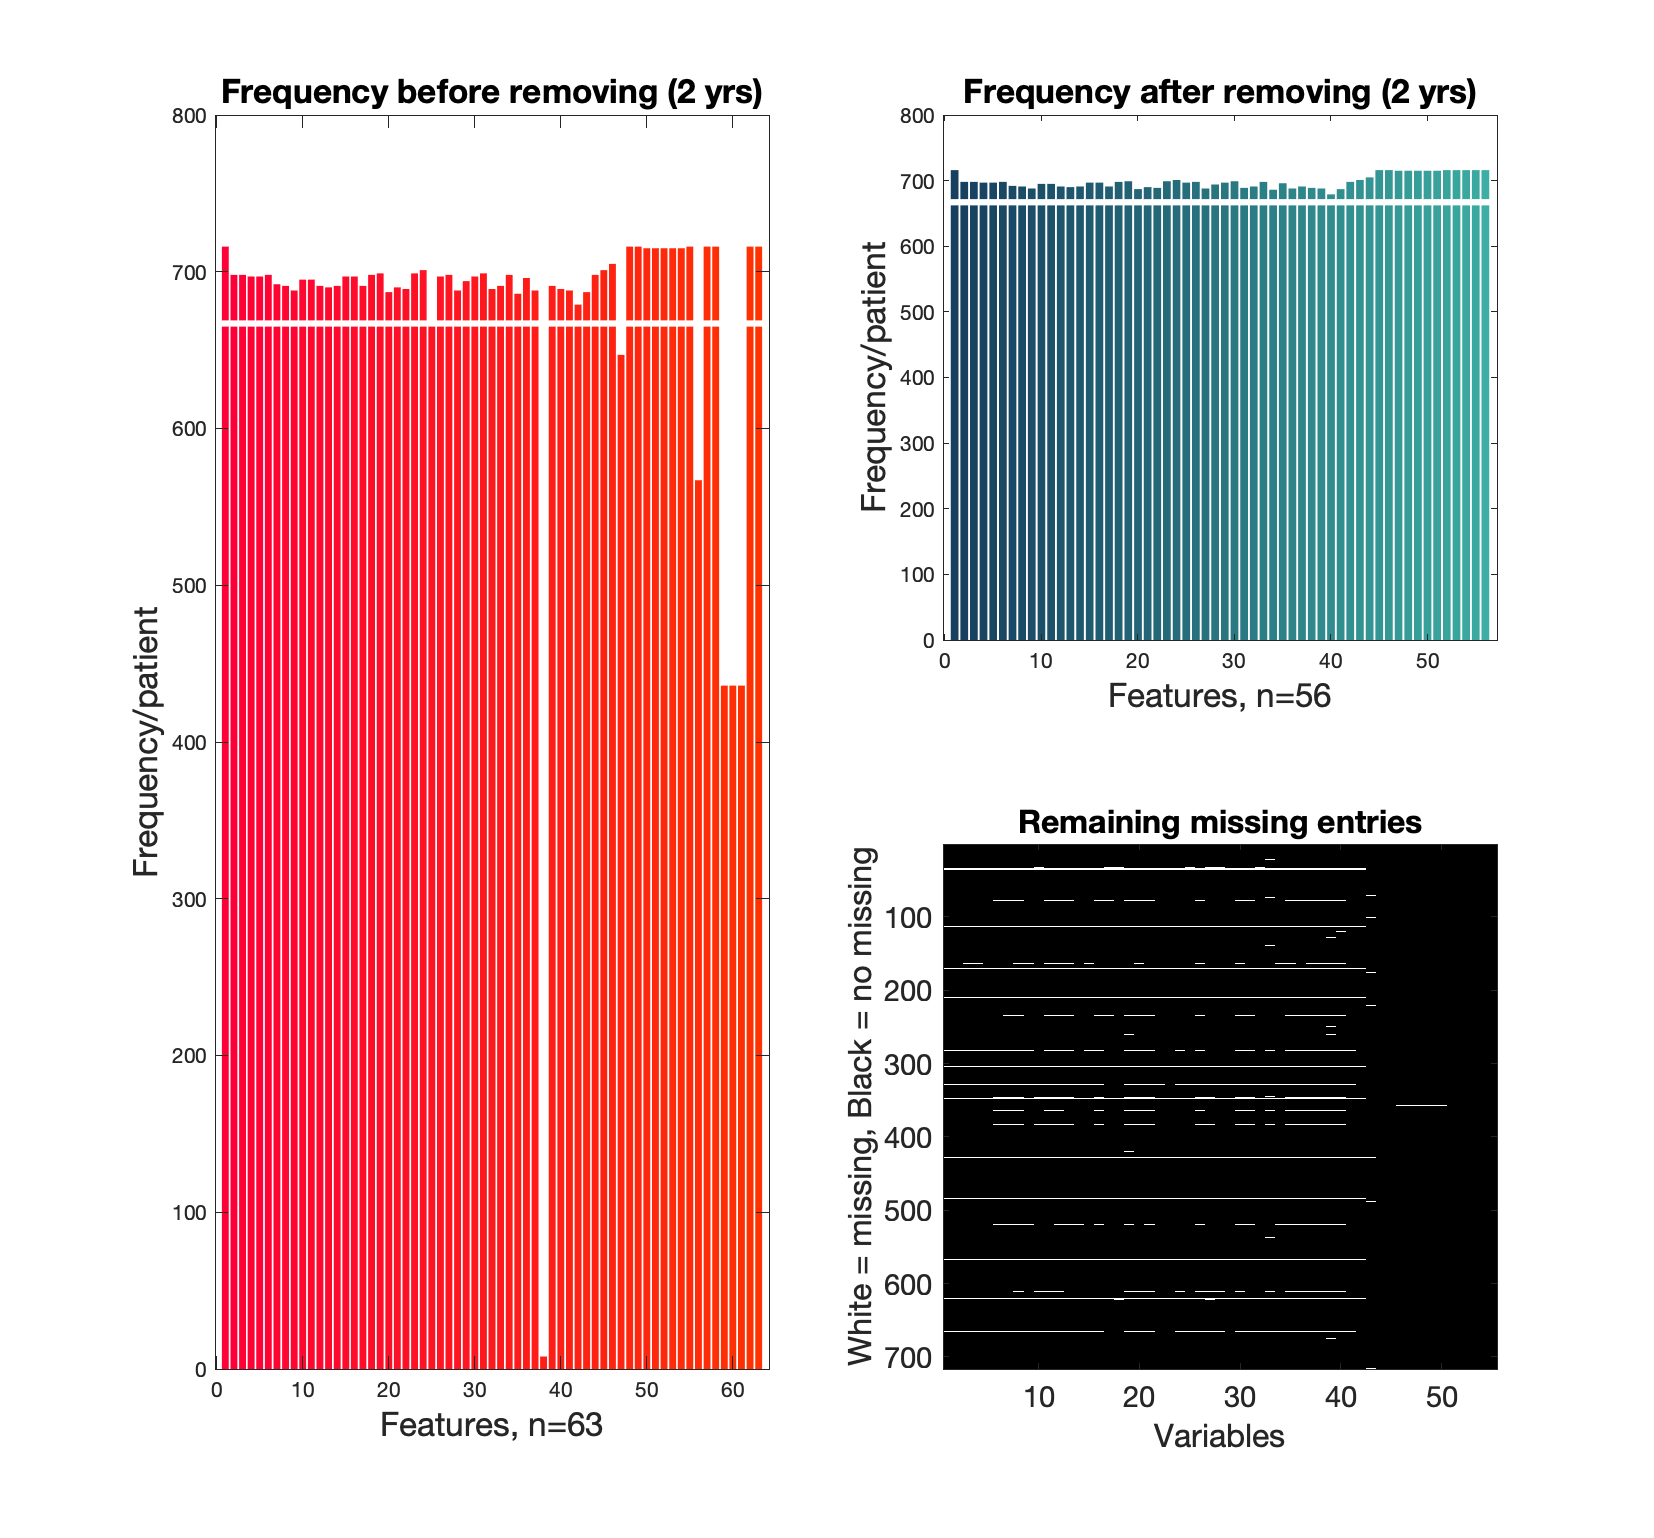 Frequency before removing (2 yrs)
800
700
600
500
400
300
200
100
0
0 10 20 30 40 50 60
Features, n=63
Frequency/patient
Frequency after removing (2 yrs)
800
700
600
500
400
300
200
100
0
0 10 20 30 40 50
Features, n=56
Frequency/patient
Remaining missing entries
100
200
300
400
500
600
700
10 20 30 40 50
Variables
White = missing, Black = no missing